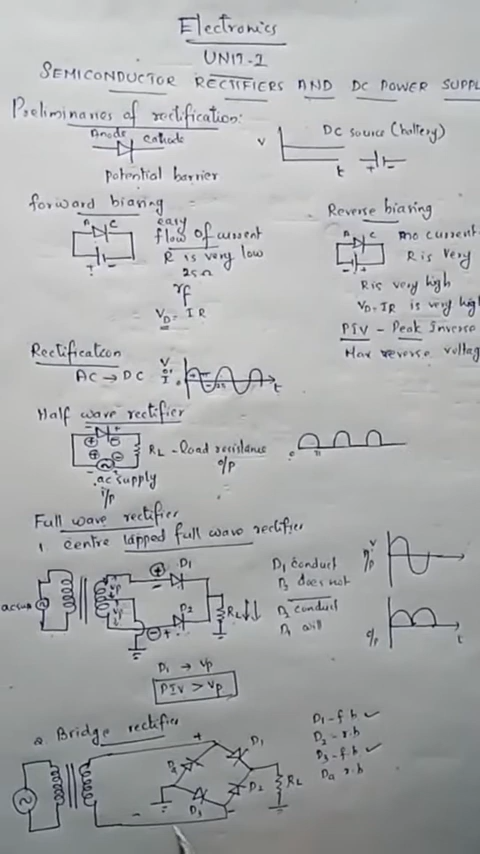 Electronics
UNIT-I
SEMICONDUCTOR RECTIFIERS AND DC POWER SUPPL
Preliminaries of rectification:
Anode Cathode
V
t
DC source (battery)
+ -
potential barrier
forward biasing
A C
+ -
easy
flow of current
R is very low
25Ω
rf
VD = IR
Reverse biasing
A C
- +
no current
R is very
R is very high
VD = IR is very high
PIV - Peak Inverse
Max reverse voltag
Rectification
AC → DC
V
or
I
t
Half wave rectifier
RL - load resistance
o/p
ac supply
i/p
0 π
Full wave rectifier
1. centre tapped full wave rectifier
ac sup
Vp
Vp
D1
D2
RL
D1 conduct
D2 does not
D2 conduct
D1 will
V
i/p
o/p
t
D1 → Vp
PIV > Vp
2. Bridge rectifier
+
-
D1
D2
D3
D4
RL
D1 - f.b ✓
D2 - r.b
D3 - f.b ✓
D4 r.b